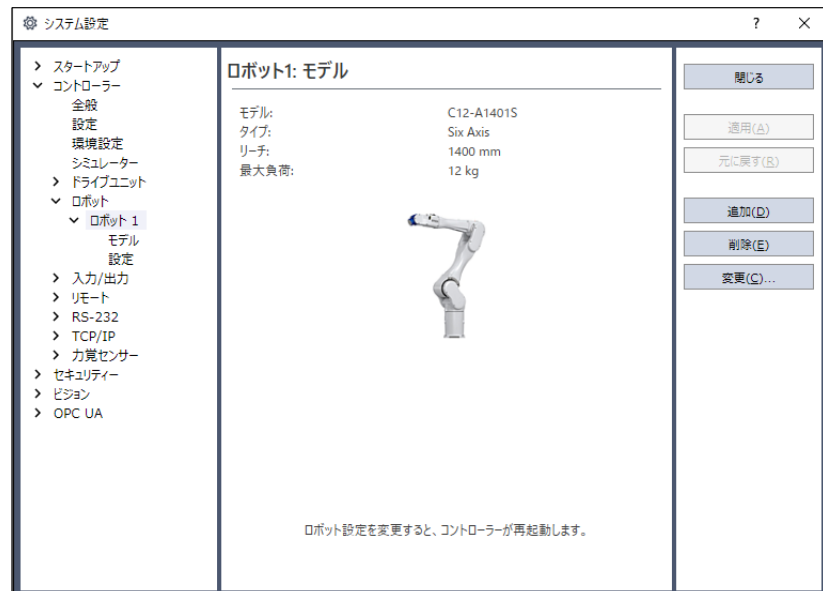 システム設定
?
スタートアップ
コントローラー
全般
設定
環境設定
シミュレーター
ドライブユニット
ロボット
ロボット 1
モデル
設定
入力/出力
リモート
RS-232
TCP/IP
力覚センサー
セキュリティー
ビジョン
OPC UA
ロボット1: モデル
モデル: C12-A1401S
タイプ: Six Axis
リーチ: 1400 mm
最大負荷: 12 kg
ロボット設定を変更すると、コントローラーが再起動します。
閉じる
適用(A)
元に戻す(R)
追加(D)
削除(E)
変更(C)...